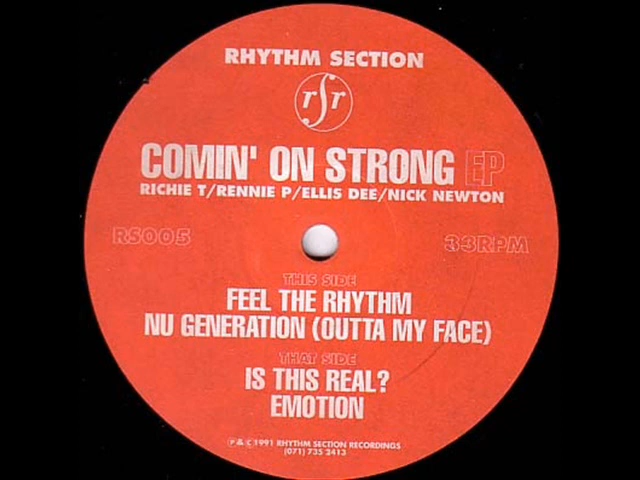 RHYTHM SECTION
rſr
COMIN' ON STRONG EP
RICHIE T/RENNIE P/ELLIS DEE/NICK NEWTON
RS005 33RPM
THIS SIDE
FEEL THE RHYTHM
NU GENERATION (OUTTA MY FACE)
THAT SIDE
IS THIS REAL?
EMOTION
℗ & © 1991 RHYTHM SECTION RECORDINGS
(071) 735 2413